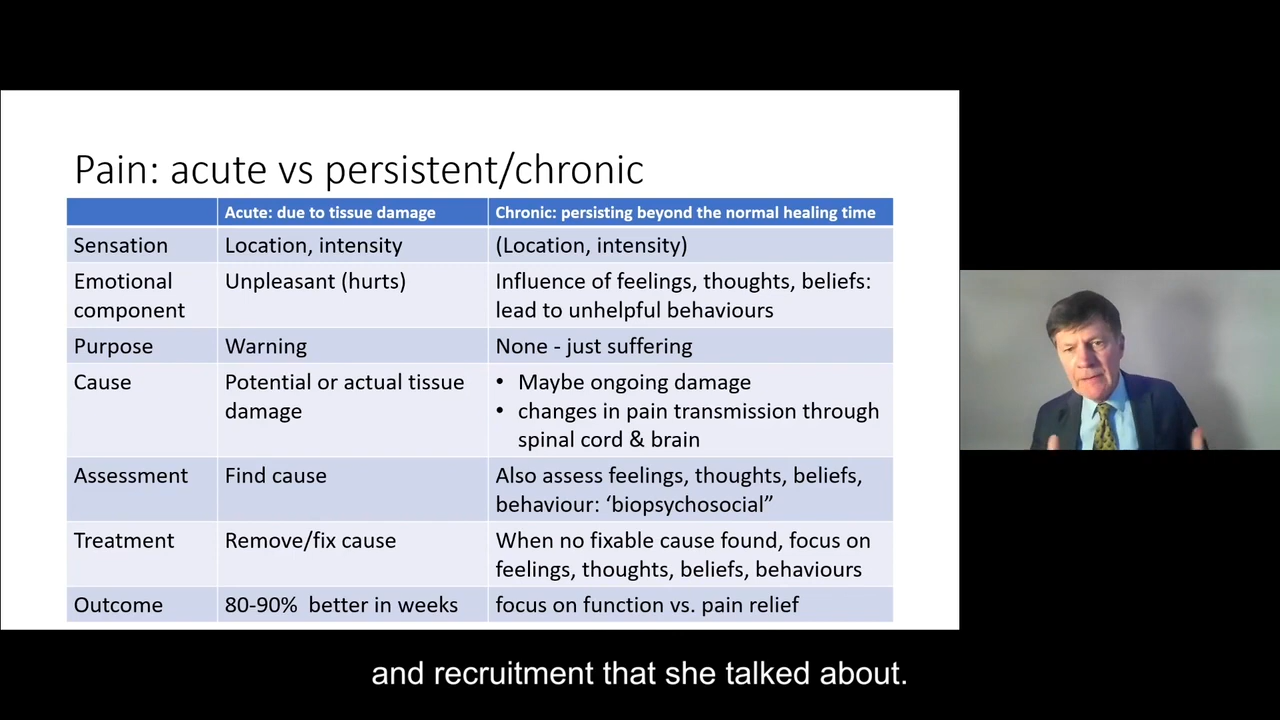 Pain: acute vs persistent/chronic
Acute: due to tissue damage
Chronic: persisting beyond the normal healing time
Sensation
Location, intensity
(Location, intensity)
Emotional
component
Unpleasant (hurts)
Influence of feelings, thoughts, beliefs:
lead to unhelpful behaviours
Purpose
Warning
None - just suffering
Cause
Potential or actual tissue
damage
• Maybe ongoing damage
• changes in pain transmission through
spinal cord & brain
Assessment
Find cause
Also assess feelings, thoughts, beliefs,
behaviour: ‘biopsychosocial”
Treatment
Remove/fix cause
When no fixable cause found, focus on
feelings, thoughts, beliefs, behaviours
Outcome
80-90% better in weeks
focus on function vs. pain relief
and recruitment that she talked about.